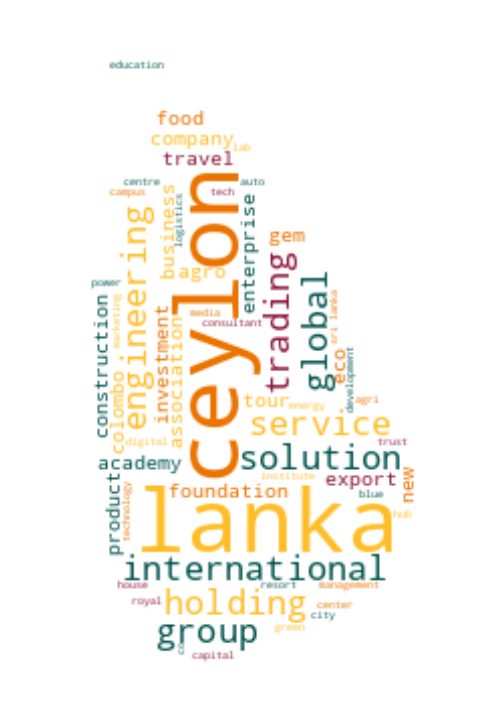 education
food
company
lab
travel
centre
auto
campus
tech
ceylon
business
logistics
enterprise
engineering
gem
agro
trading
global
power
construction
marketing
investment
media
consultant
association
sri lanka
eco
development
colombo
tour
energy
agri
service
digital
trust
academy
solution
institute
export
new
product
technology
foundation
blue
lanka
hub
international
house
resort
management
royal
holding
center
city
group
co
green
capital